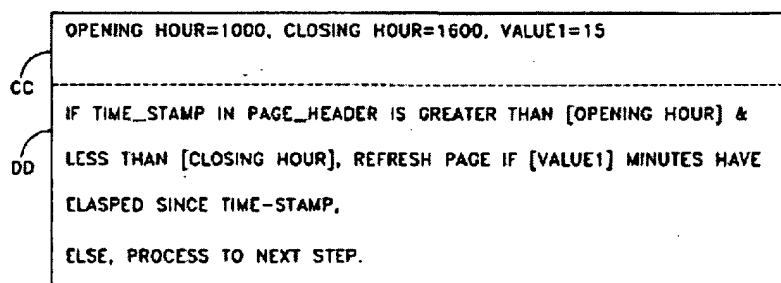 OPENING HOUR=1000, CLOSING HOUR=1600, VALUE1=15
CC
IF TIME_STAMP IN PAGE_HEADER IS GREATER THAN [OPENING HOUR] &
DD
LESS THAN [CLOSING HOUR], REFRESH PAGE IF [VALUE1] MINUTES HAVE
ELASPED SINCE TIME-STAMP,
ELSE, PROCESS TO NEXT STEP.